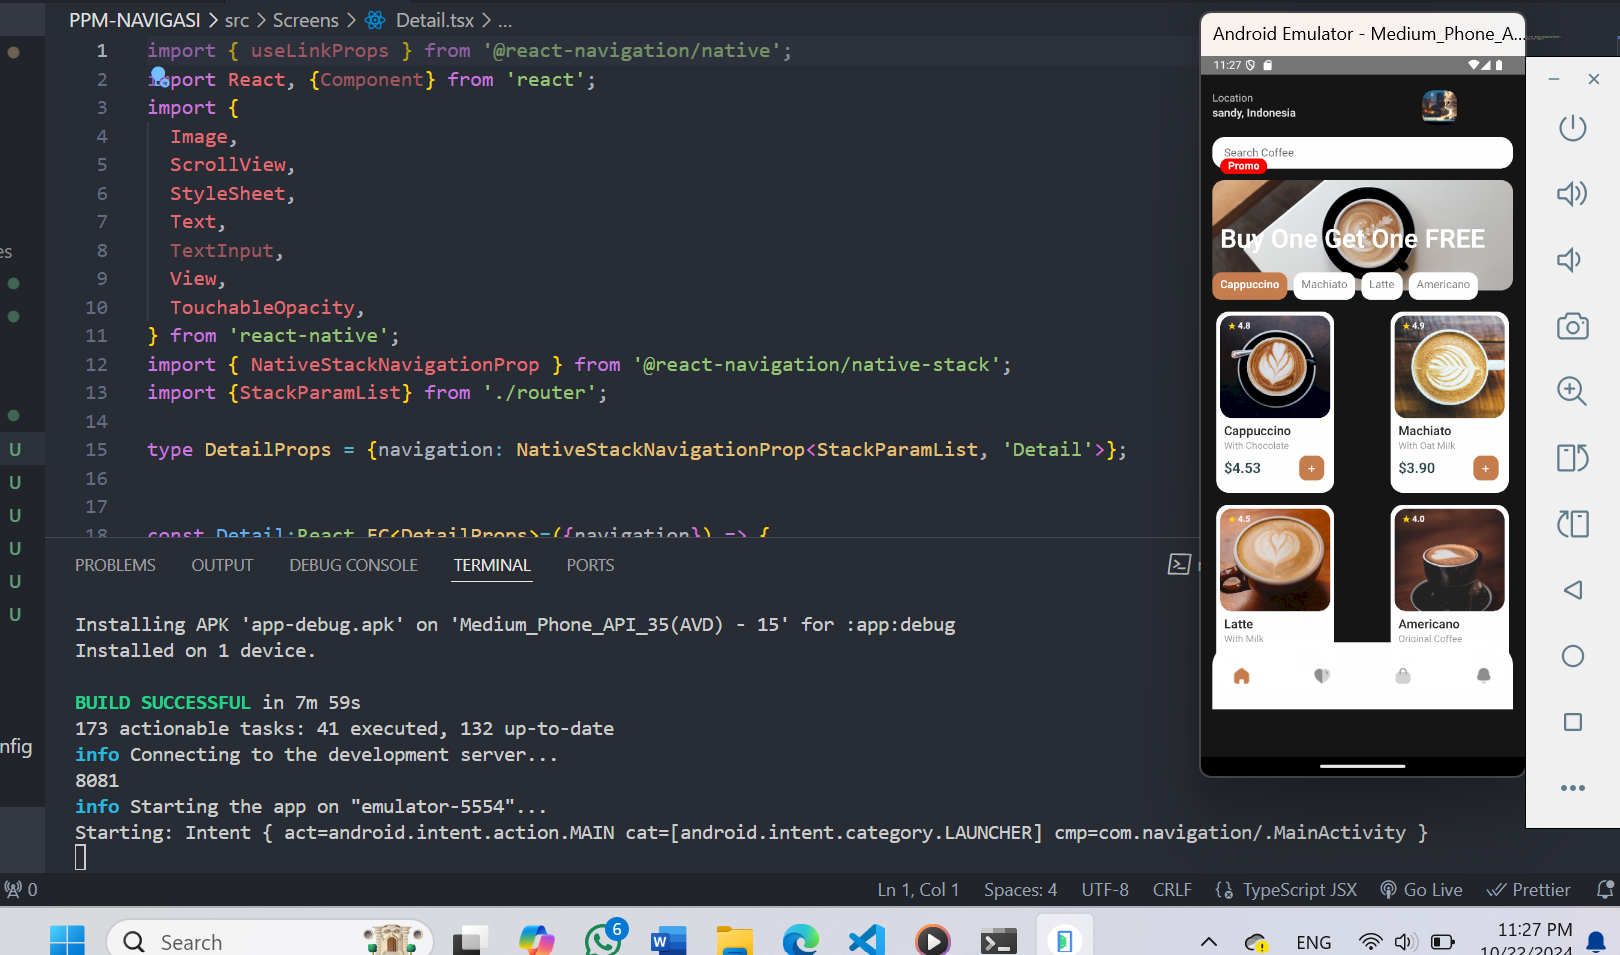 PPM-NAVIGASI > src > Screens > Detail.tsx > ...
1 import { useLinkProps } from '@react-navigation/native';
2 import React, {Component} from 'react';
3 import {
4 Image,
5 ScrollView,
6 StyleSheet,
7 Text,
8 TextInput,
9 View,
10 TouchableOpacity,
11 } from 'react-native';
12 import { NativeStackNavigationProp } from '@react-navigation/native-stack';
13 import {StackParamList} from './router';
14
15 type DetailProps = {navigation: NativeStackNavigationProp<StackParamList, 'Detail'>};
16
17
18 const Detail:React.FC<DetailProps>=({navigation}) => {
es
U
U
U
U
U
U
nfig
PROBLEMS OUTPUT DEBUG CONSOLE TERMINAL PORTS
Installing APK 'app-debug.apk' on 'Medium_Phone_API_35(AVD) - 15' for :app:debug
Installed on 1 device.
BUILD SUCCESSFUL in 7m 59s
173 actionable tasks: 41 executed, 132 up-to-date
info Connecting to the development server...
8081
info Starting the app on "emulator-5554"...
Starting: Intent { act=android.intent.action.MAIN cat=[android.intent.category.LAUNCHER] cmp=com.navigation/.MainActivity }
Android Emulator - Medium_Phone_A...
11:27
Location
sandy, Indonesia
Search Coffee
Promo
Buy One Get One FREE
Cappuccino Machiato Latte Americano
4.8 4.9
Cappuccino Machiato
With Chocolate With Oat Milk
$4.53 + $3.90 +
4.5 4.0
Latte Americano
With Milk Original Coffee
0 Ln 1, Col 1 Spaces: 4 UTF-8 CRLF TypeScript JSX Go Live Prettier
Search 6 ENG 11:27 PM
10/22/2024